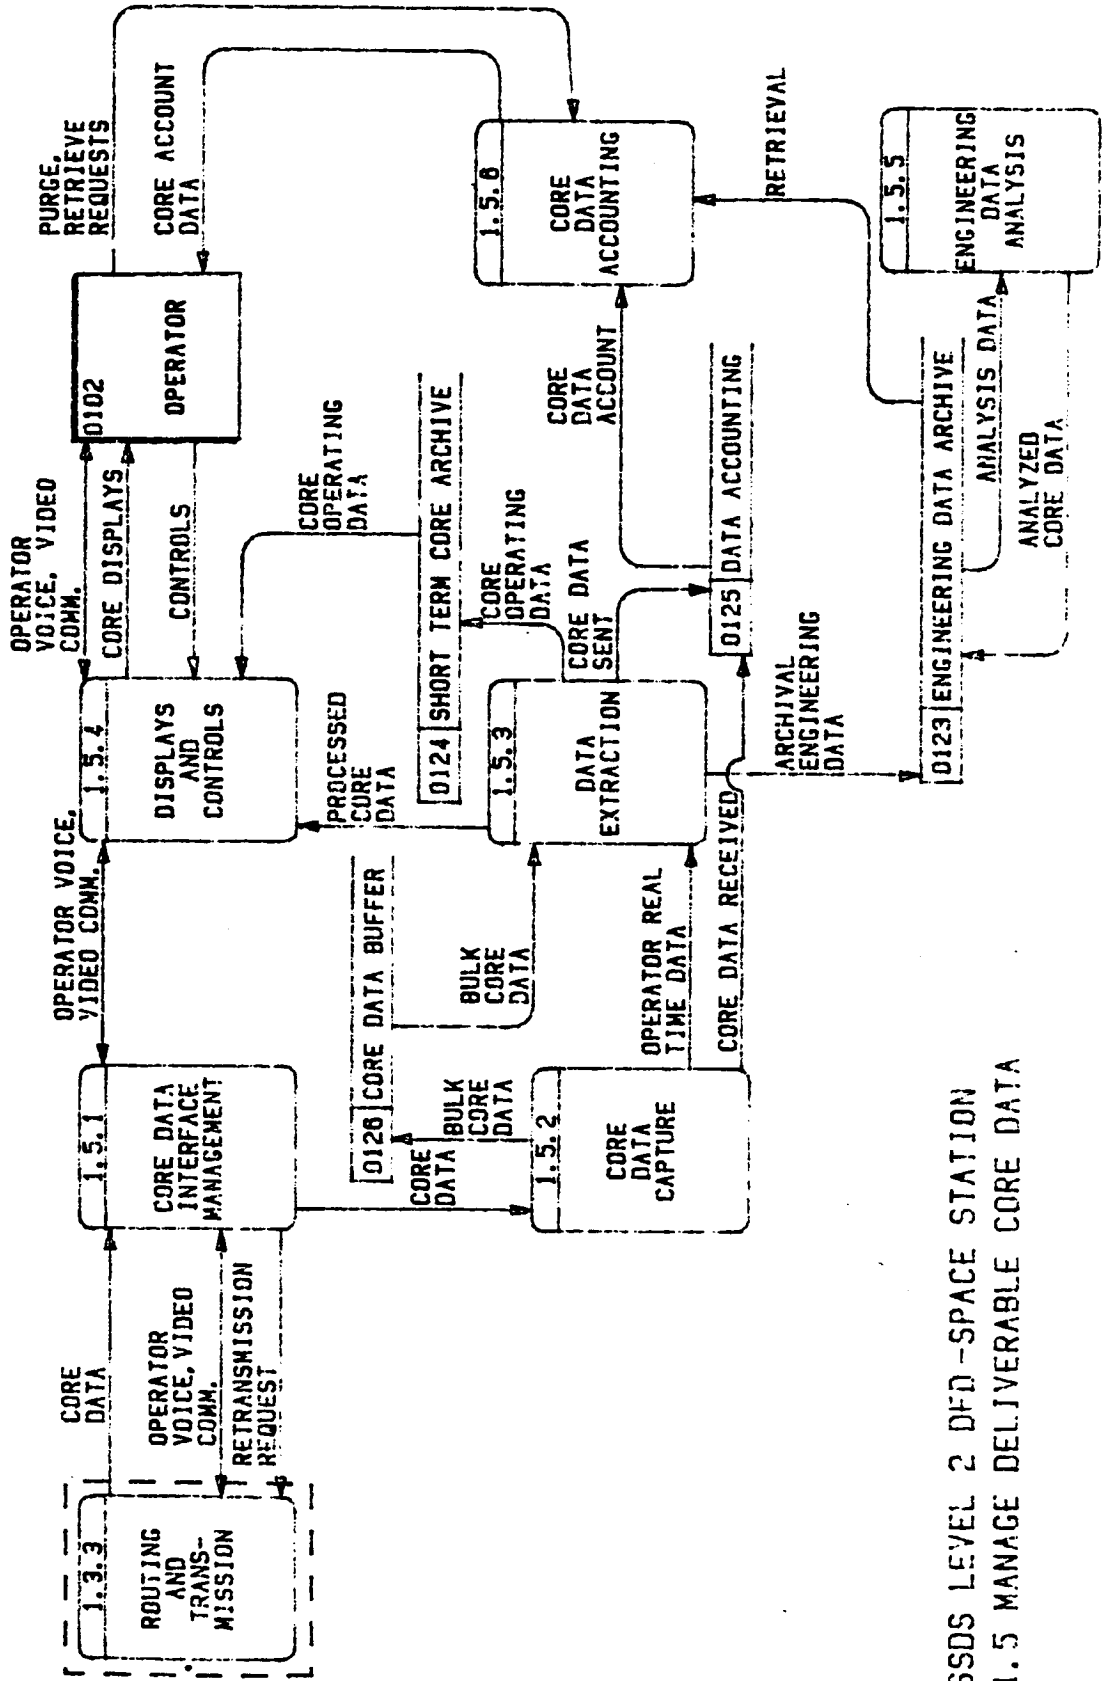 1.3.3
ROUTING
AND
TRANS-
MISSION
CORE
DATA
OPERATOR
VOICE,VIDEO
COMM.
RETRANSMISSION
REQUEST
1.5.1
CORE DATA
INTERFACE
MANAGEMENT
OPERATOR VOICE,
VIDEO COMM.
1.5.4
DISPLAYS
AND
CONTROLS
OPERATOR
VOICE, VIDEO
COMM.
CORE DISPLAYS
CONTROLS
D102
OPERATOR
PURGE,
RETRIEVE
REQUESTS
CORE ACCOUNT
DATA
CORE
OPERATING
DATA
PROCESSED
CORE
DATA
D124 SHORT TERM CORE ARCHIVE
D126 CORE DATA BUFFER
CORE
DATA
BULK
CORE
DATA
BULK
CORE
DATA
CORE
OPERATING
DATA
1.5.2
CORE
DATA
CAPTURE
OPERATOR REAL
TIME DATA
CORE DATA RECEIVED
1.5.3
DATA
EXTRACTION
CORE DATA
SENT
CORE
DATA
ACCOUNT
1.5.6
CORE
DATA
ACCOUNTING
D125 DATA ACCOUNTING
ARCHIVAL
ENGINEERING
DATA
RETRIEVAL
D123 ENGINEERING DATA ARCHIVE
ANALYSIS DATA
ANALYZED
CORE DATA
1.5.5
ENGINEERING
DATA
ANALYSIS
SSDS LEVEL 2 DFD-SPACE STATION
1.5 MANAGE DELIVERABLE CORE DATA